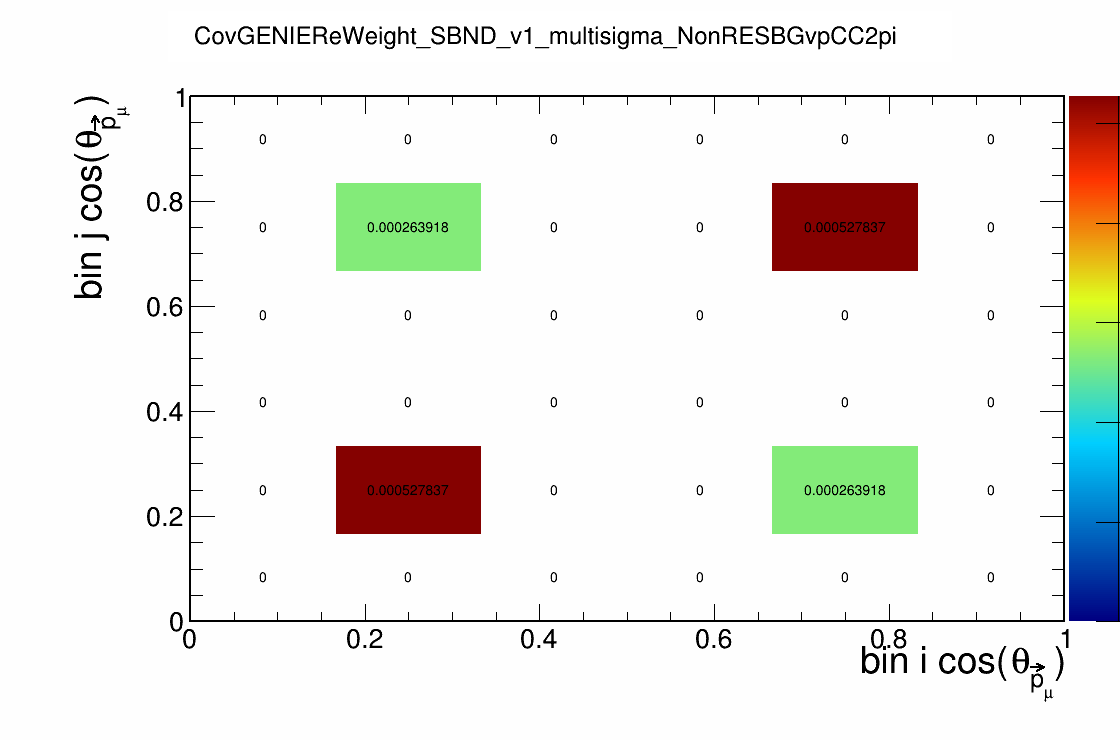 CovGENIEReWeight_SBND_v1_multisigma_NonRESBGvpCC2pi
bin j cos(θ_p⃗_μ)
1
0 0 0 0 0 0
0.8
0 0.000263918 0 0 0.000527837 0
0.6
0 0 0 0 0 0
0.4
0 0 0 0 0 0
0 0.000527837 0 0 0.000263918 0
0.2
0 0 0 0 0 0
0
0 0.2 0.4 0.6 0.8 1
bin i cos(θ_p⃗_μ)